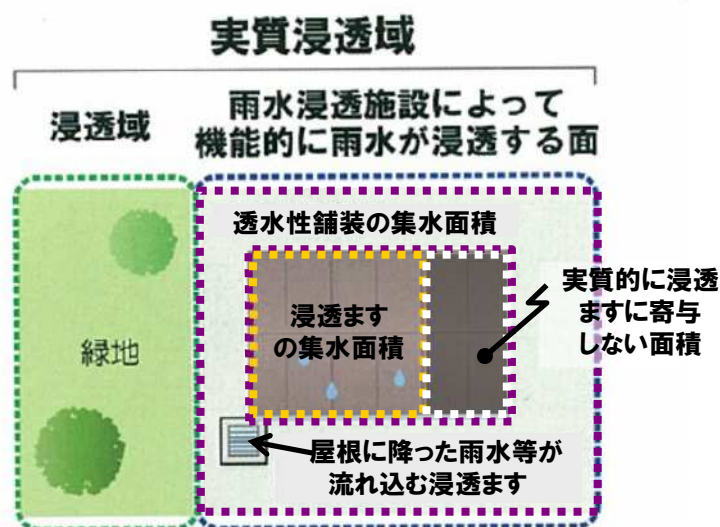 実質浸透域
浸透域
雨水浸透施設によって
機能的に雨水が浸透する面
透水性舗装の集水面積
浸透ます
の集水面積
実質的に浸透
ますに寄与
しない面積
緑地
屋根に降った雨水等が
流れ込む浸透ます